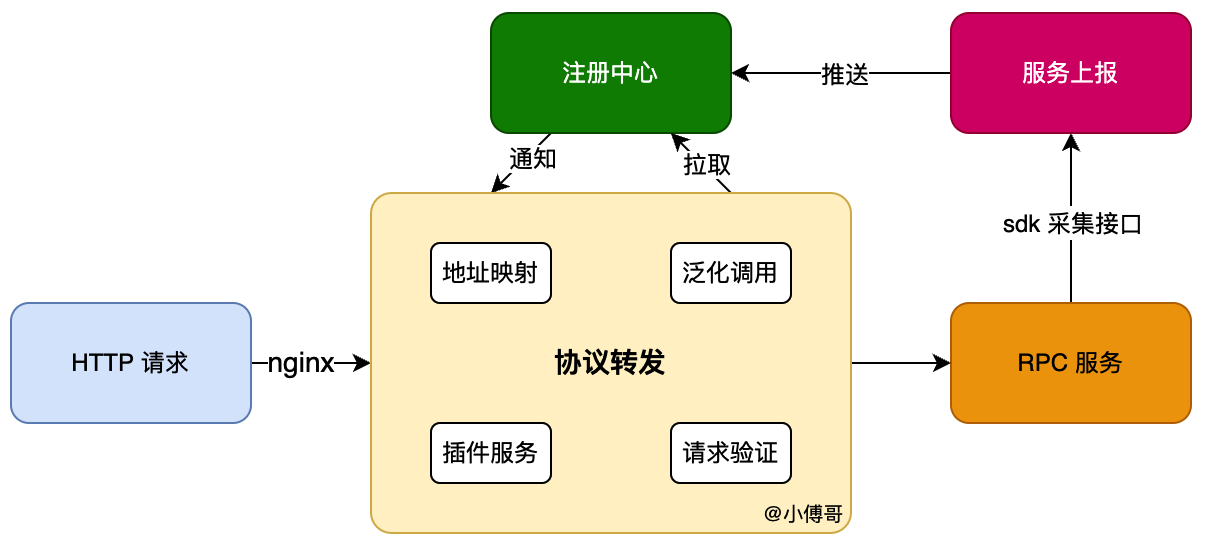 注册中心
推送
服务上报
通知
拉取
sdk 采集接口
地址映射
泛化调用
HTTP 请求
nginx
协议转发
RPC 服务
插件服务
请求验证
@小傅哥